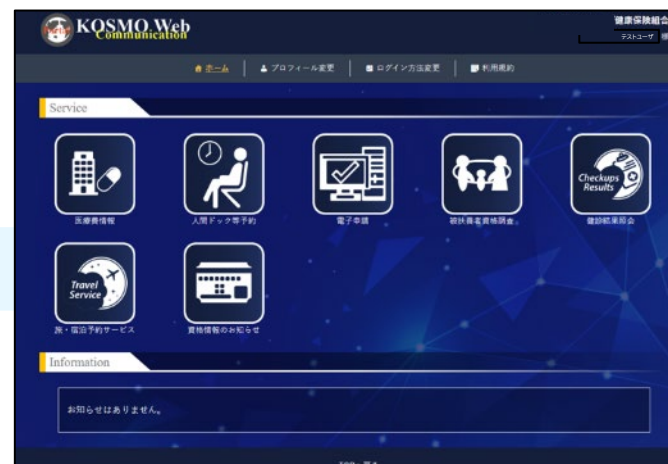 Portal
KOSMO Web
Communication
健康保険組合
テストユーザ 様
ホーム
プロフィール変更
ログイン方法変更
利用規約
Service
医療費情報
人間ドック等予約
電子申請
被扶養者資格調査。
Checkups
Results
健診結果照会
Travel
Service
旅・宿泊予約サービス
資格情報のお知らせ
Information
お知らせはありません。